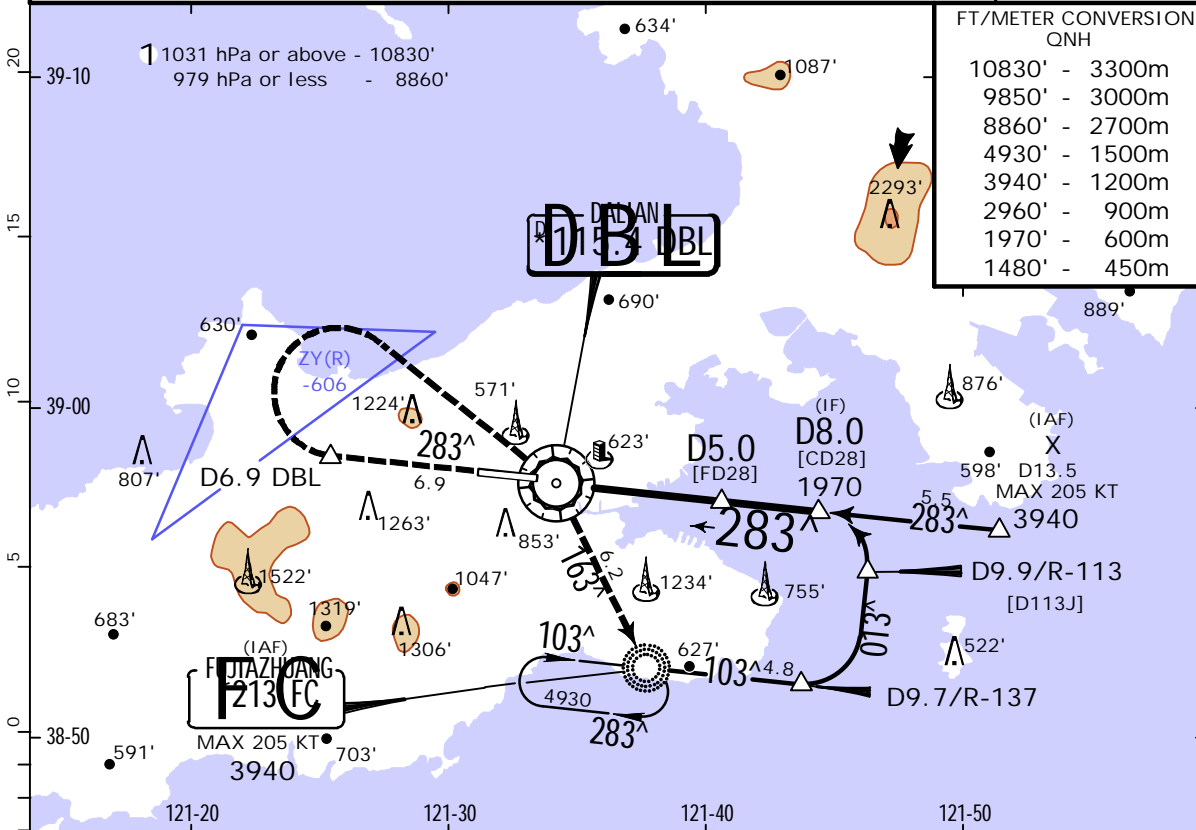 1 1031 hPa or above - 10830'
979 hPa or less - 8860'
FT/METER CONVERSION
QNH
10830' - 3300m
9850' - 3000m
8860' - 2700m
4930' - 1500m
3940' - 1200m
2960' - 900m
1970' - 600m
1480' - 450m
634'
1087'
2293'
20
39-10
15
DALIAN
D
*115.4 DBL
D B L
690'
889'
630'
ZY(R)
-606
571'
876'
10
39-00
1224'
283^
623'
(IF)
D8.0
[CD28]
1970
D5.0
[FD28]
(IAF)
X
D13.5
MAX 205 KT
3940
598'
807'
D6.9 DBL
6.9
1263'
853'
283^
5.5
283^
5
163^
6.2
1522'
1047'
1234'
755'
D9.9/R-113
[D113J]
683'
1319'
1306'
013^
522'
(IAF)
FUJIAZHUANG
213 FC
F C
MAX 205 KT
3940
103^
4930
283^
627'
103^
4.8
D9.7/R-137
0
38-50
591'
703'
121-20
121-30
121-40
121-50